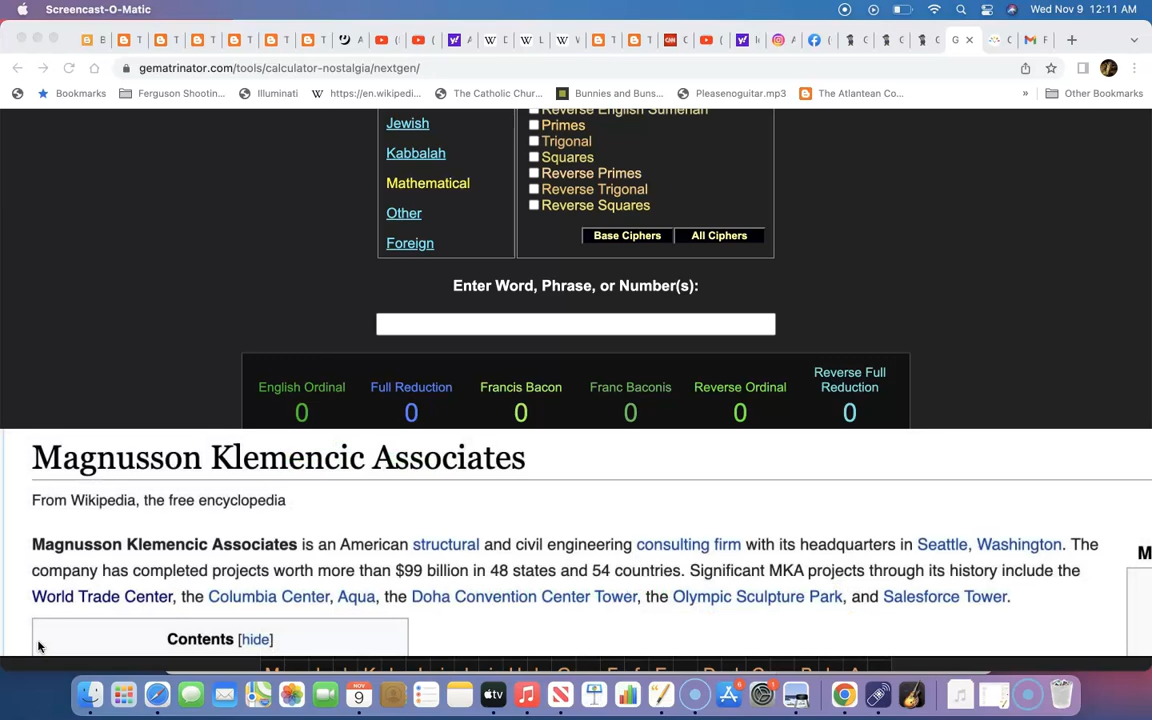 Screencast-O-Matic
Wed Nov 9 12:11 AM
gematrinator.com/tools/calculator-nostalgia/nextgen/
Bookmarks Ferguson Shootin... Illuminati https://en.wikipedi... The Catholic Chur... Bunnies and Buns... Pleasenoguitar.mp3 The Atlantean Co... » Other Bookmarks
Reverse English Sumerian
Jewish
Kabbalah
Mathematical
Other
Foreign
Primes
Trigonal
Squares
Reverse Primes
Reverse Trigonal
Reverse Squares
Base Ciphers All Ciphers
Enter Word, Phrase, or Number(s):
English Ordinal Full Reduction Francis Bacon Franc Baconis Reverse Ordinal Reverse Full Reduction
0 0 0 0 0 0
Magnusson Klemencic Associates
From Wikipedia, the free encyclopedia
Magnusson Klemencic Associates is an American structural and civil engineering consulting firm with its headquarters in Seattle, Washington. The
company has completed projects worth more than $99 billion in 48 states and 54 countries. Significant MKA projects through its history include the
World Trade Center, the Columbia Center, Aqua, the Doha Convention Center Tower, the Olympic Sculpture Park, and Salesforce Tower.
M
Contents [hide]
NOV
9
tv